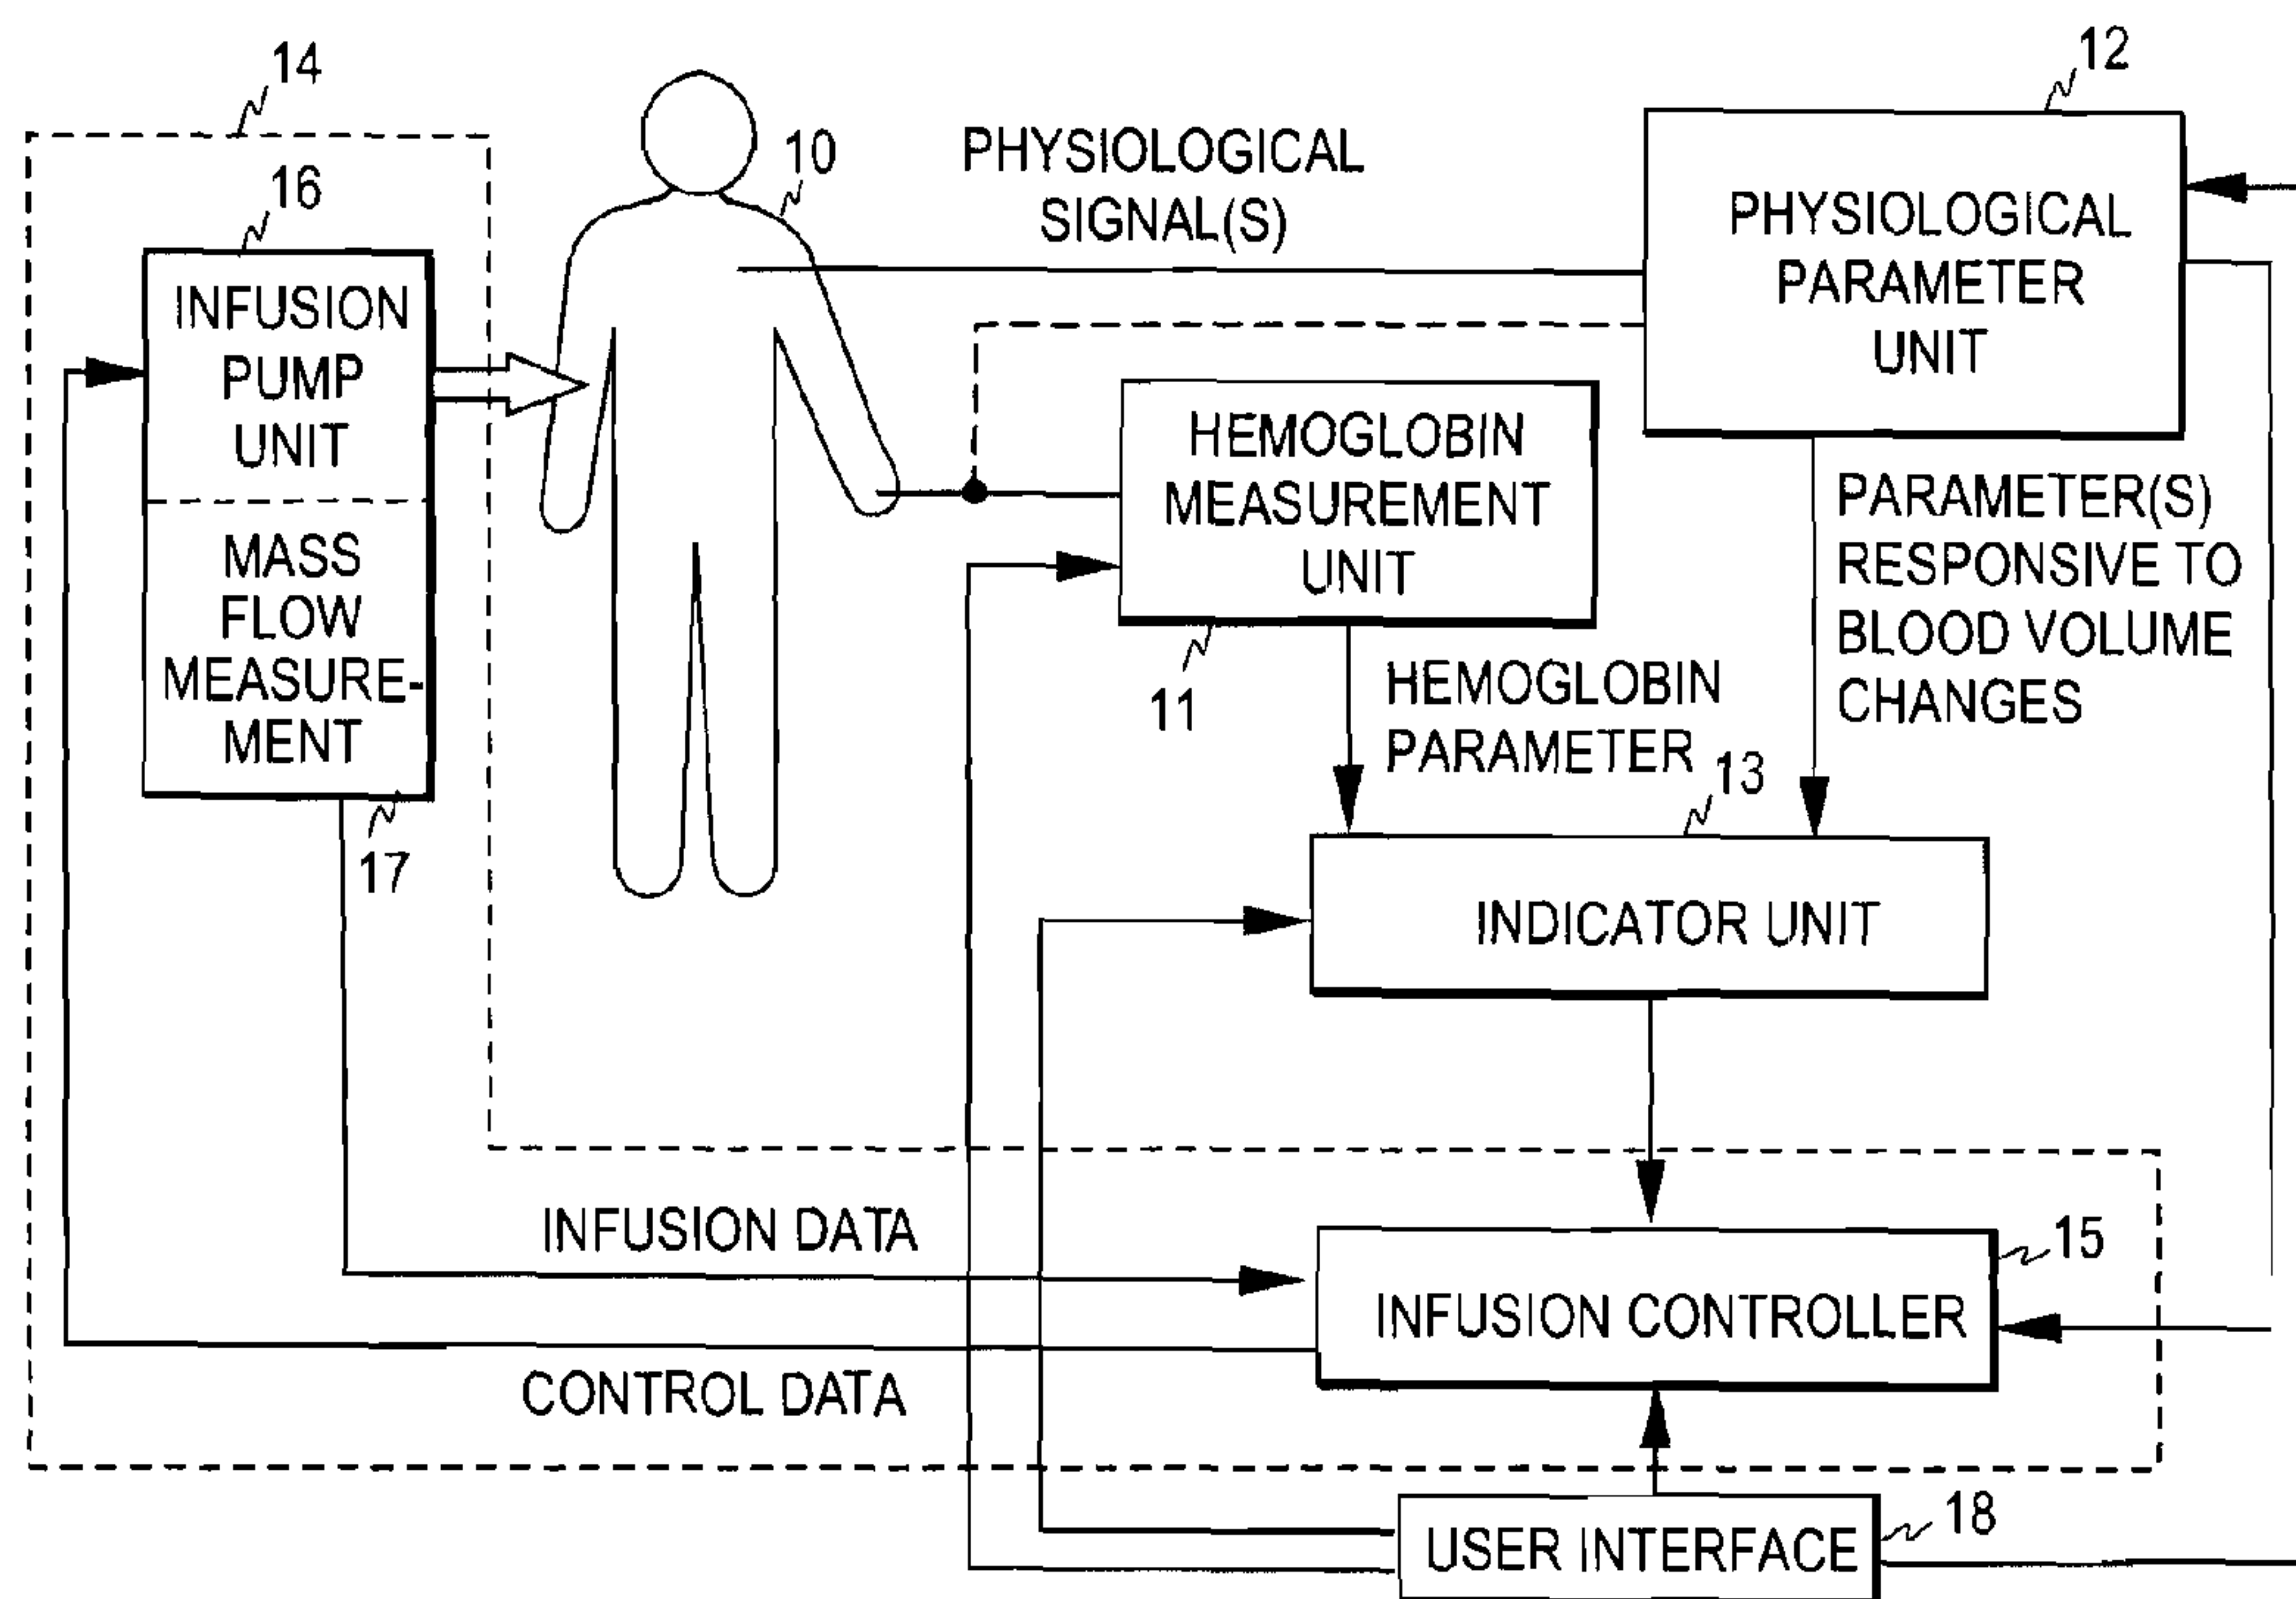 14
12
10
16
PHYSIOLOGICAL
SIGNAL(S)
PHYSIOLOGICAL
PARAMETER
UNIT
INFUSION
PUMP
UNIT
MASS
FLOW
MEASURE-
MENT
17
HEMOGLOBIN
MEASUREMENT
UNIT
11
PARAMETER(S)
RESPONSIVE TO
BLOOD VOLUME
CHANGES
HEMOGLOBIN
PARAMETER
13
INDICATOR UNIT
INFUSION DATA
15
INFUSION CONTROLLER
CONTROL DATA
USER INTERFACE
18